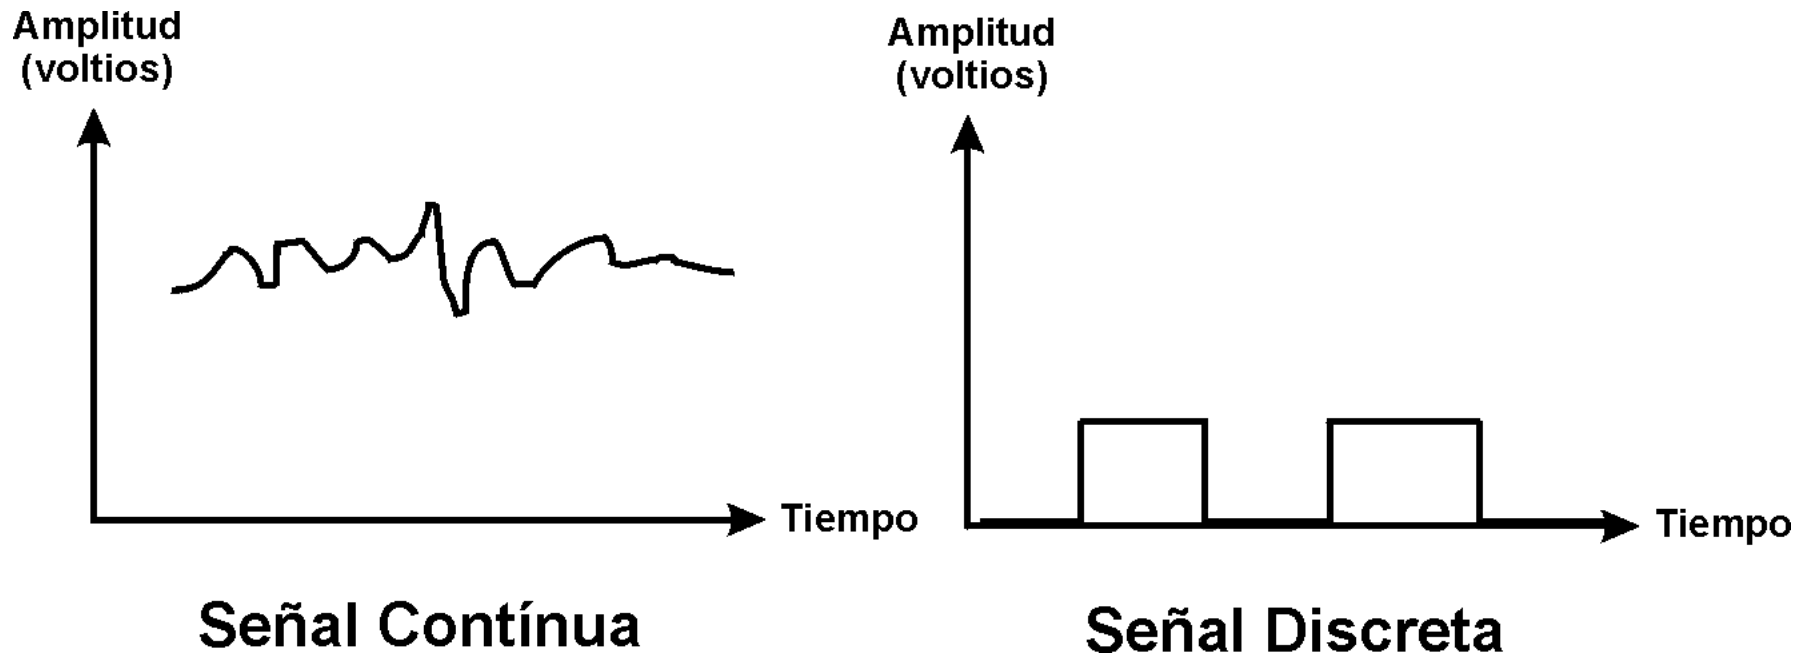 Amplitud
(voltios)
Tiempo
Señal Contínua
Amplitud
(voltios)
Tiempo
Señal Discreta